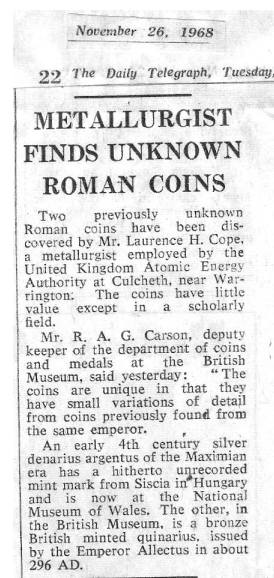 November 26, 1968
22 The Daily Telegraph, Tuesday,
METALLURGIST
FINDS UNKNOWN
ROMAN COINS
Two previously unknown
Roman coins have been dis-
covered by Mr. Laurence H. Cope,
a metallurgist employed by the
United Kingdom Atomic Energy
Authority at Culcheth, near War-
rington. The coins have little
value except in a scholarly
field.
Mr. R. A. G. Carson, deputy
keeper of the department of coins
and medals at the British
Museum, said yesterday: "The
coins are unique in that they
have small variations of detail
from coins previously found from
the same emperor.
An early 4th century silver
denarius argentus of the Maximian
era has a hitherto unrecorded
mint mark from Siscia in Hungary
and is now at the National
Museum of Wales. The other, in
the British Museum, is a bronze
British minted quinarius, issued
by the Emperor Allectus in about
296 AD.